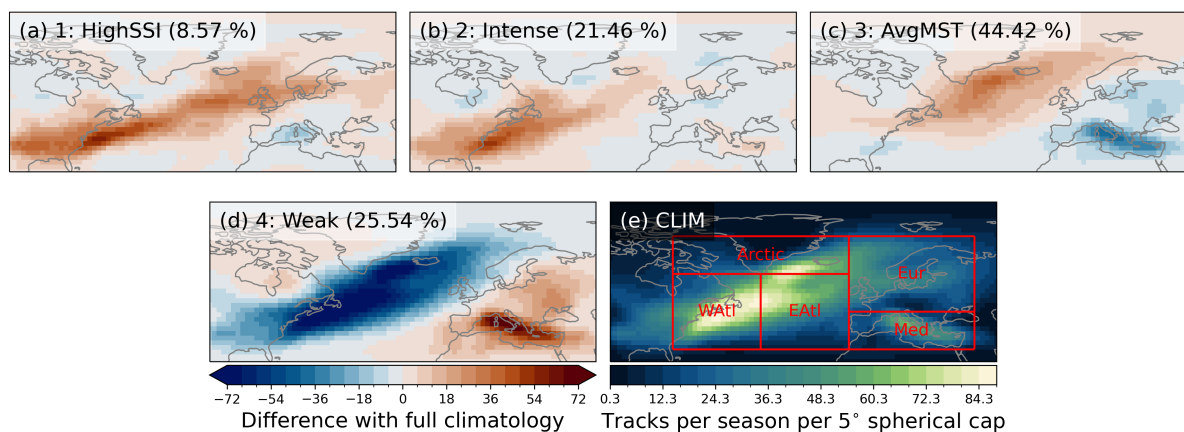 (a) 1: HighSSI (8.57 %)
(b) 2: Intense (21.46 %)
(c) 3: AvgMST (44.42 %)
(d) 4: Weak (25.54 %)
(e) CLIM
Arctic
Eur
WAtl
EAtl
Med
−72 −54 −36 −18 0 18 36 54 72
Difference with full climatology
0.3 12.3 24.3 36.3 48.3 60.3 72.3 84.3
Tracks per season per 5° spherical cap